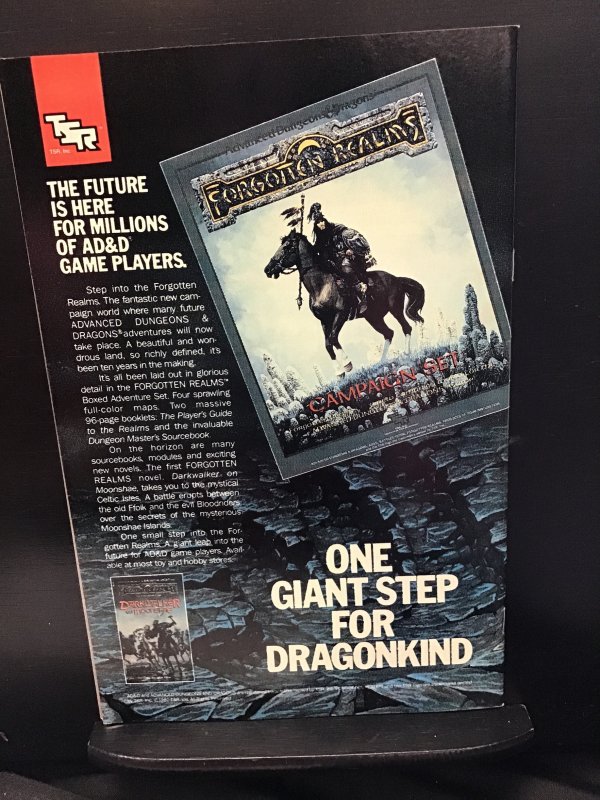 TSR
TSR, Inc.
THE FUTURE
IS HERE
FOR MILLIONS
OF AD&D®
GAME PLAYERS.
Step into the Forgotten
Realms. The fantastic new cam-
paign world where many future
ADVANCED DUNGEONS &
DRAGONS® adventures will now
take place. A beautiful and won-
drous land, so richly defined, it's
been ten years in the making.
It's all been laid out in glorious
detail in the FORGOTTEN REALMS™
Boxed Adventure Set. Four sprawling
full-color maps. Two massive
96-page booklets: The Player's Guide
to the Realms and the invaluable
Dungeon Master's Sourcebook.
On the horizon are many
sourcebooks, modules and exciting
new novels. The first FORGOTTEN
REALMS novel, Darkwalker on
Moonshae, takes you to the mystical
Celtic Isles. A battle erupts between
the old Ffolk and the evil Bloodriders
over the secrets of the mysterious
Moonshae Islands.
One small step into the For-
gotten Realms. A giant leap into the
future for AD&D game players. Avail-
able at most toy and hobby stores.
Advanced Dungeons & Dragons
FORGOTTEN REALMS
CAMPAIGN SET
DARKWALKER
ON MOONSHAE
ONE
GIANT STEP
FOR
DRAGONKIND